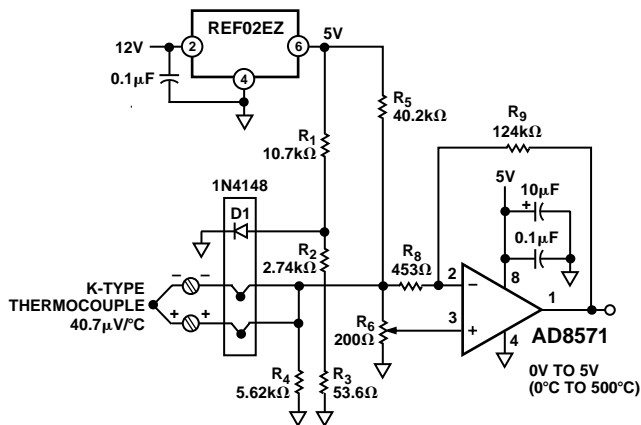 REF02EZ
12V
2
6
5V
4
0.1µF
R5
40.2kΩ
R9
124kΩ
R1
10.7kΩ
5V
10µF
+
0.1µF
1N4148
D1
R2
2.74kΩ
R8
453Ω
8
2
−
1
3
+
4
AD8571
K-TYPE
THERMOCOUPLE
40.7µV/°C
− −
+ +
R6
200Ω
R4
5.62kΩ
R3
53.6Ω
0V TO 5V
(0°C TO 500°C)